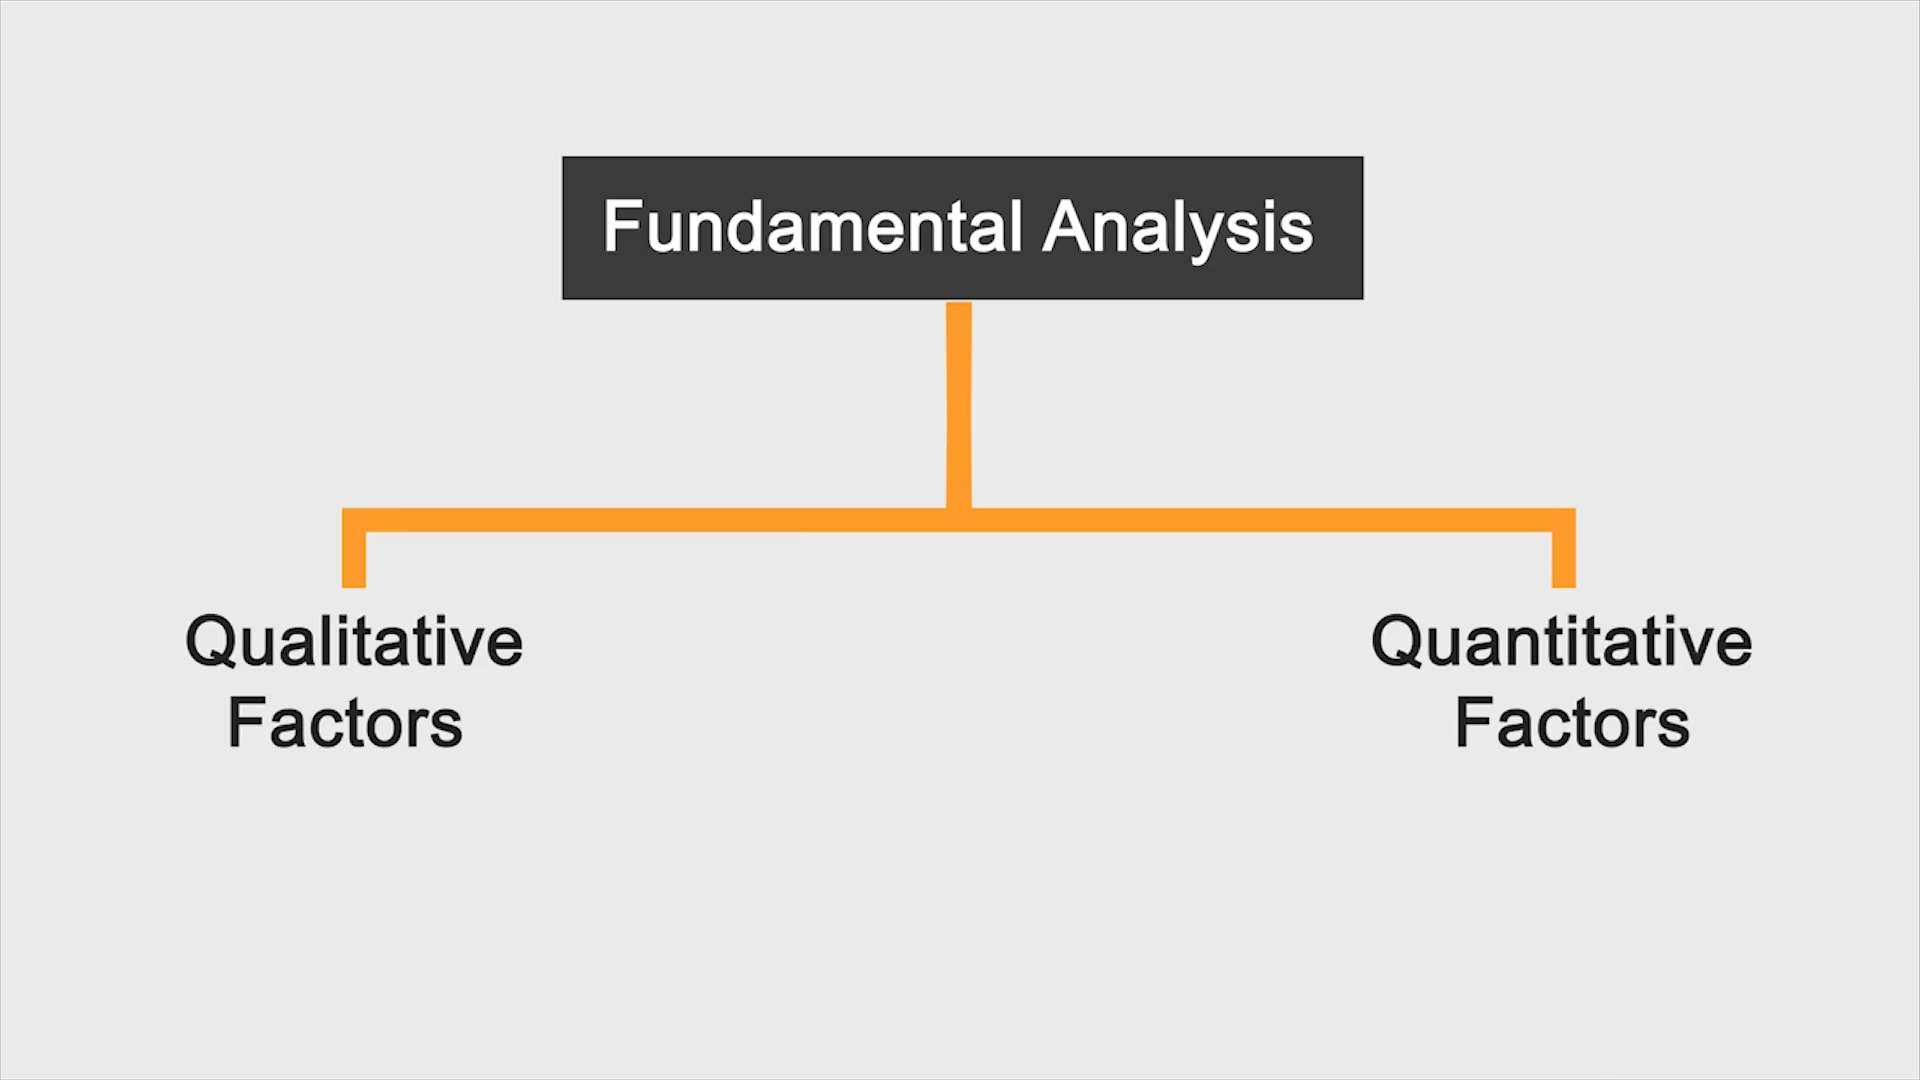 Fundamental Analysis
Qualitative
Factors
Quantitative
Factors